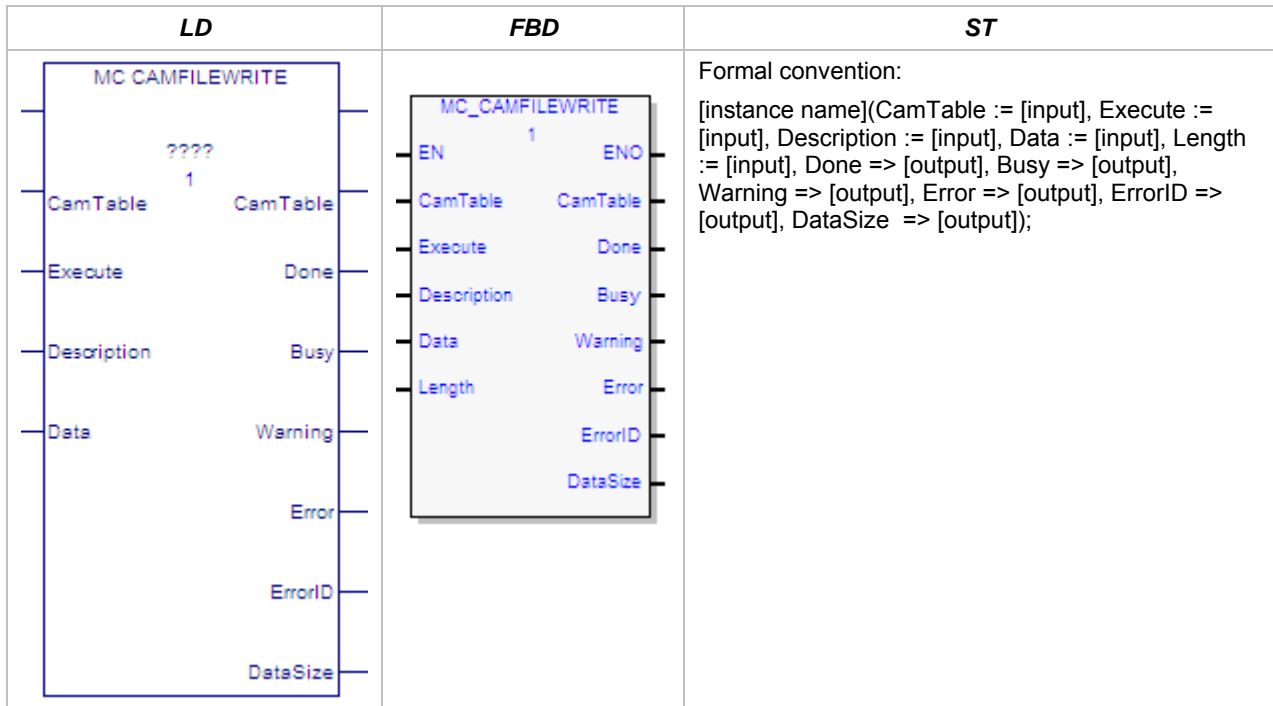 LD
FBD
ST
MC CAMFILEWRITE
????
1
CamTable CamTable
Execute Done
Description Busy
Data Warning
Error
ErrorID
DataSize
MC_CAMFILEWRITE
1
EN ENO
CamTable CamTable
Execute Done
Description Busy
Data Warning
Length Error
ErrorID
DataSize
Formal convention:
[instance name](CamTable := [input], Execute :=
[input], Description := [input], Data := [input], Length
:= [input], Done => [output], Busy => [output],
Warning => [output], Error => [output], ErrorID =>
[output], DataSize => [output]);